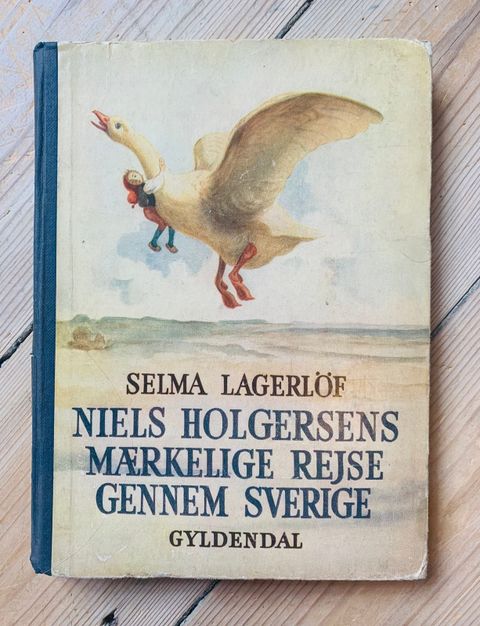 SELMA LAGERLÖF
NIELS HOLGERSENS
MÆRKELIGE REJSE
GENNEM SVERIGE
GYLDENDAL